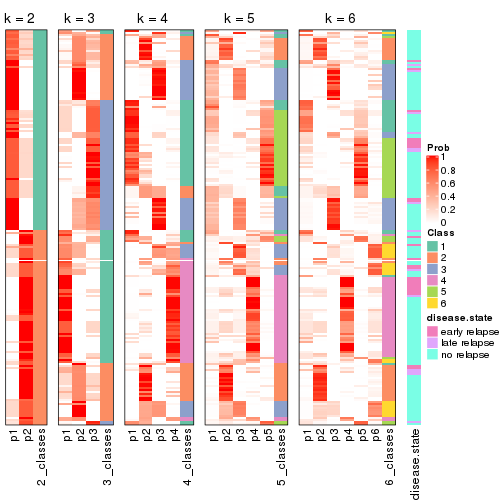 k = 2
k = 3
k = 4
k = 5
k = 6
Prob
1
0.8
0.6
0.4
0.2
0
Class
1
2
3
4
5
6
disease.state
early relapse
late relapse
no relapse
p1
p2
2_classes
p1
p2
p3
3_classes
p1
p2
p3
p4
4_classes
p1
p2
p3
p4
p5
5_classes
p1
p2
p3
p4
p5
p6
6_classes
disease.state